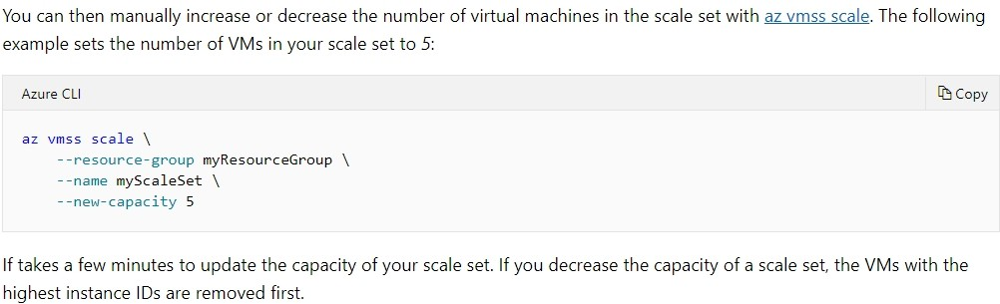 You can then manually increase or decrease the number of virtual machines in the scale set with az vmss scale. The following
example sets the number of VMs in your scale set to 5:
Azure CLI
Copy
az vmss scale \
--resource-group myResourceGroup \
--name myScaleSet \
--new-capacity 5
If takes a few minutes to update the capacity of your scale set. If you decrease the capacity of a scale set, the VMs with the
highest instance IDs are removed first.